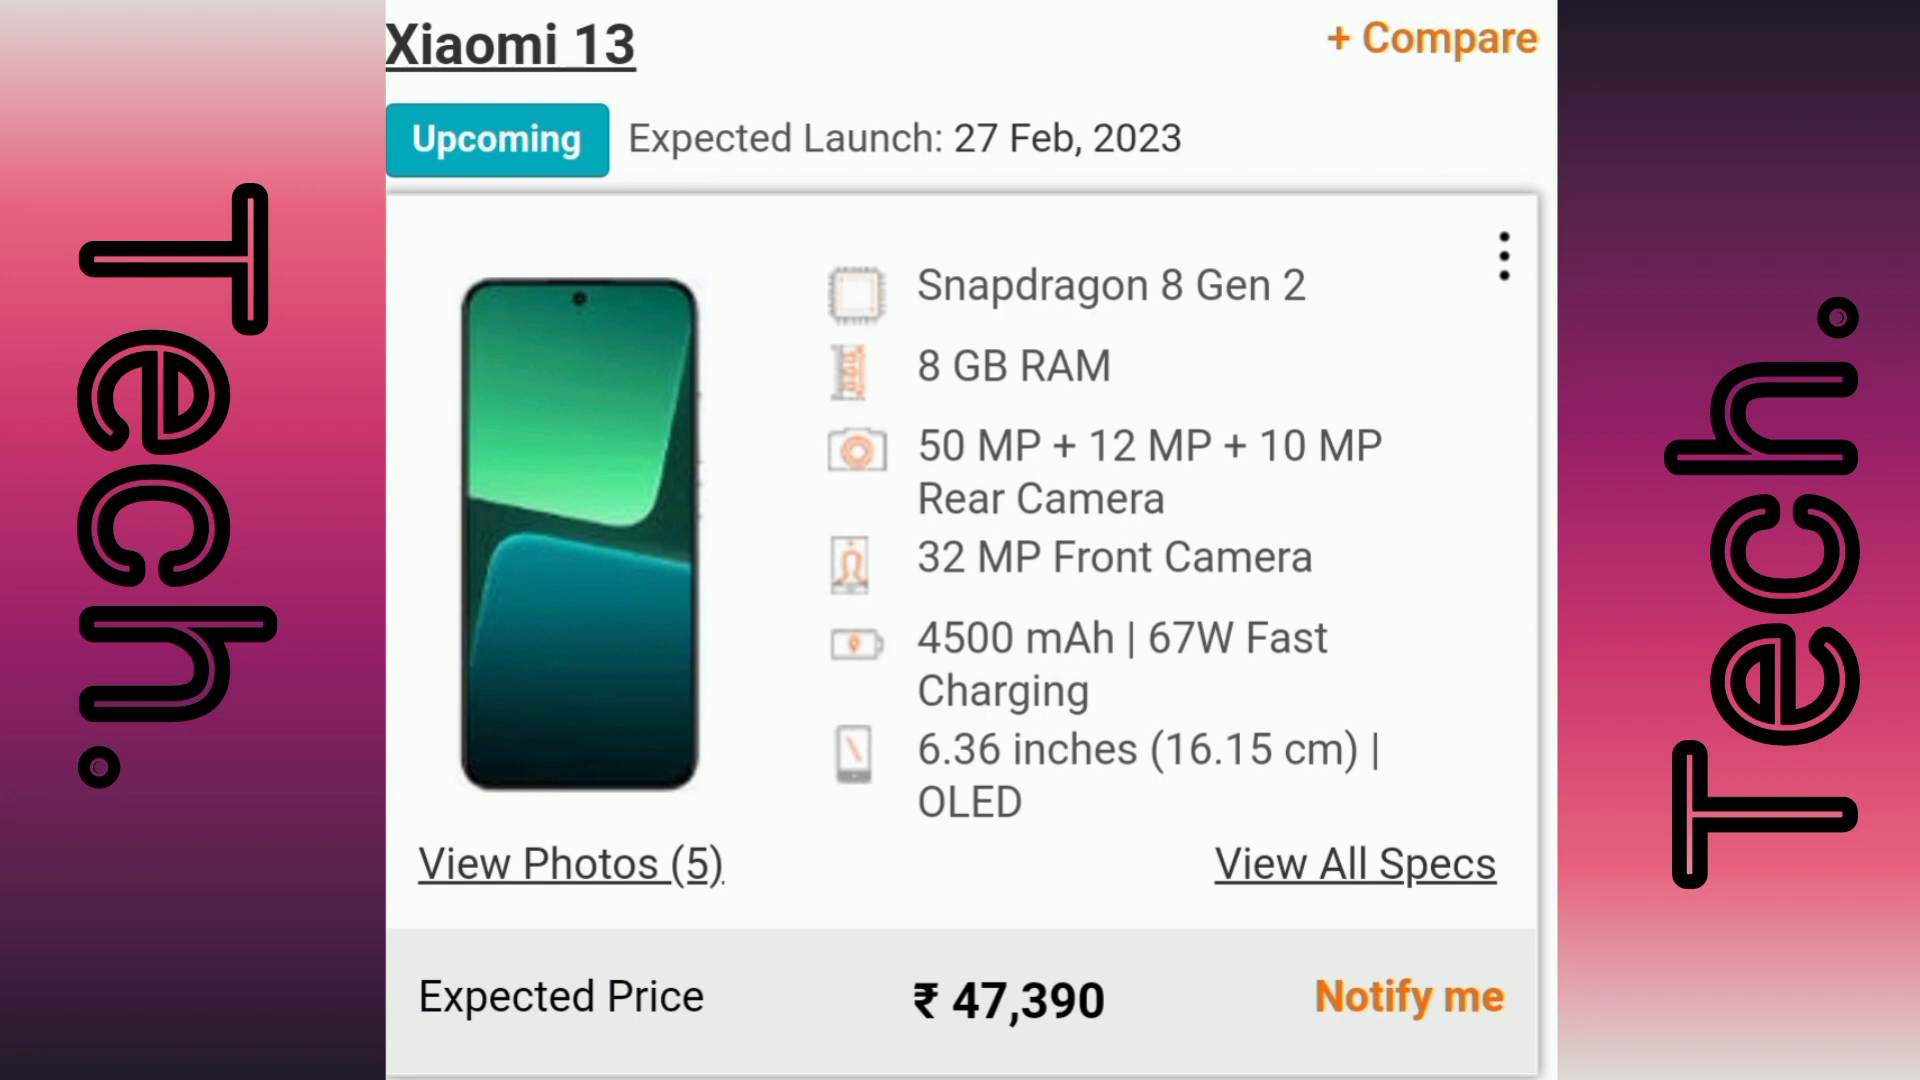 Tech.
Xiaomi 13
+ Compare
Upcoming
Expected Launch: 27 Feb, 2023
Snapdragon 8 Gen 2
8 GB RAM
50 MP + 12 MP + 10 MP
Rear Camera
32 MP Front Camera
4500 mAh | 67W Fast
Charging
6.36 inches (16.15 cm) |
OLED
View Photos (5)
View All Specs
Expected Price
₹ 47,390
Notify me
Tech.